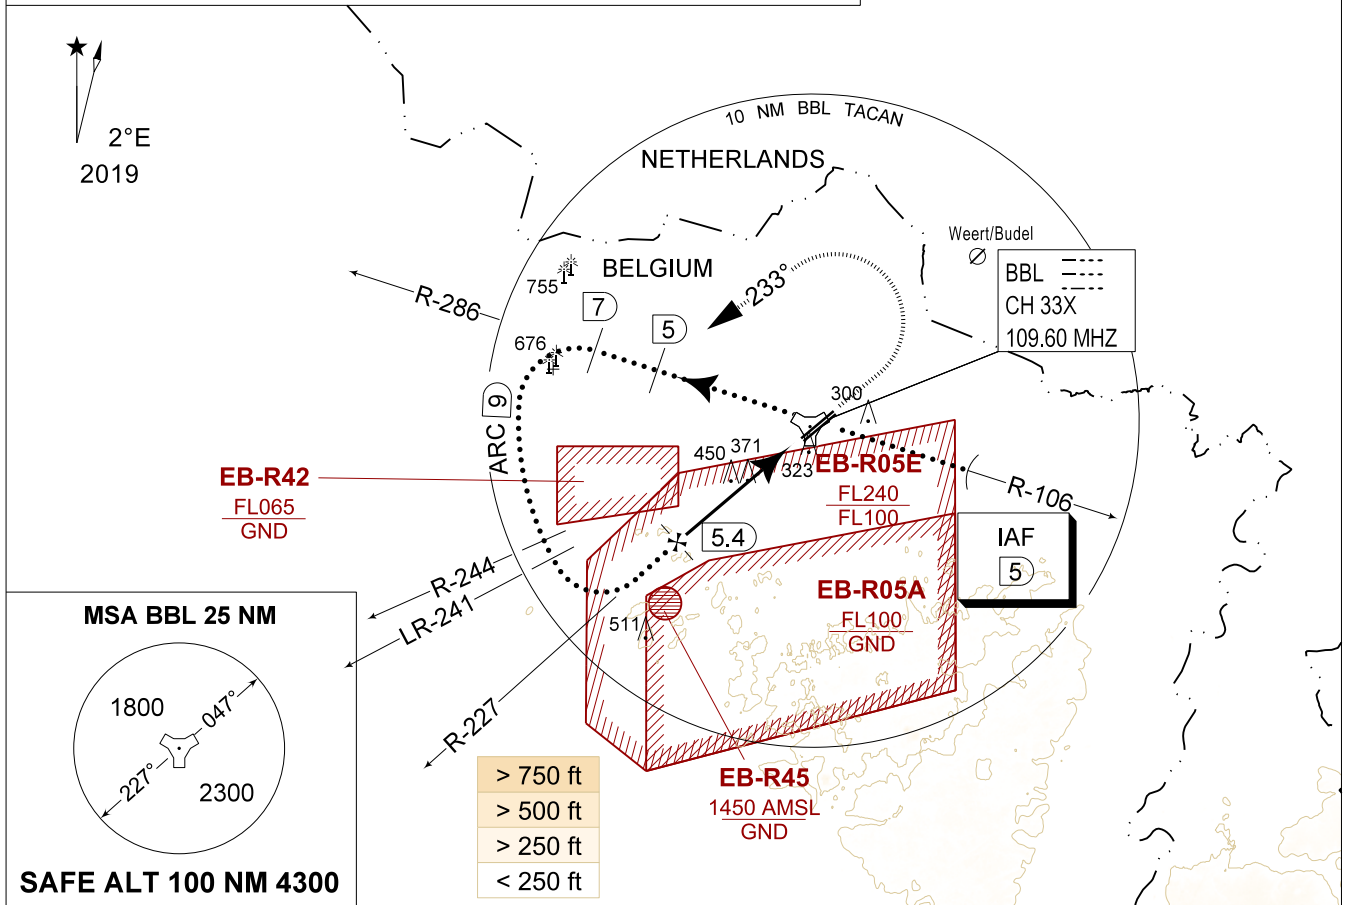 10 NM BBL TACAN
2°E
2019
NETHERLANDS
Weert/Budel
BELGIUM
755
233°
BBL
CH 33X
109.60 MHZ
R-286
7
5
676
300
ARC 9
450
371
323
EB-R42
FL065
GND
EB-R05E
FL240
FL100
R-106
5.4
IAF
5
R-244
LR-241
EB-R05A
FL100
GND
511
R-227
MSA BBL 25 NM
1800
047°
227°
2300
SAFE ALT 100 NM 4300
> 750 ft
> 500 ft
> 250 ft
< 250 ft
EB-R45
1450 AMSL
GND